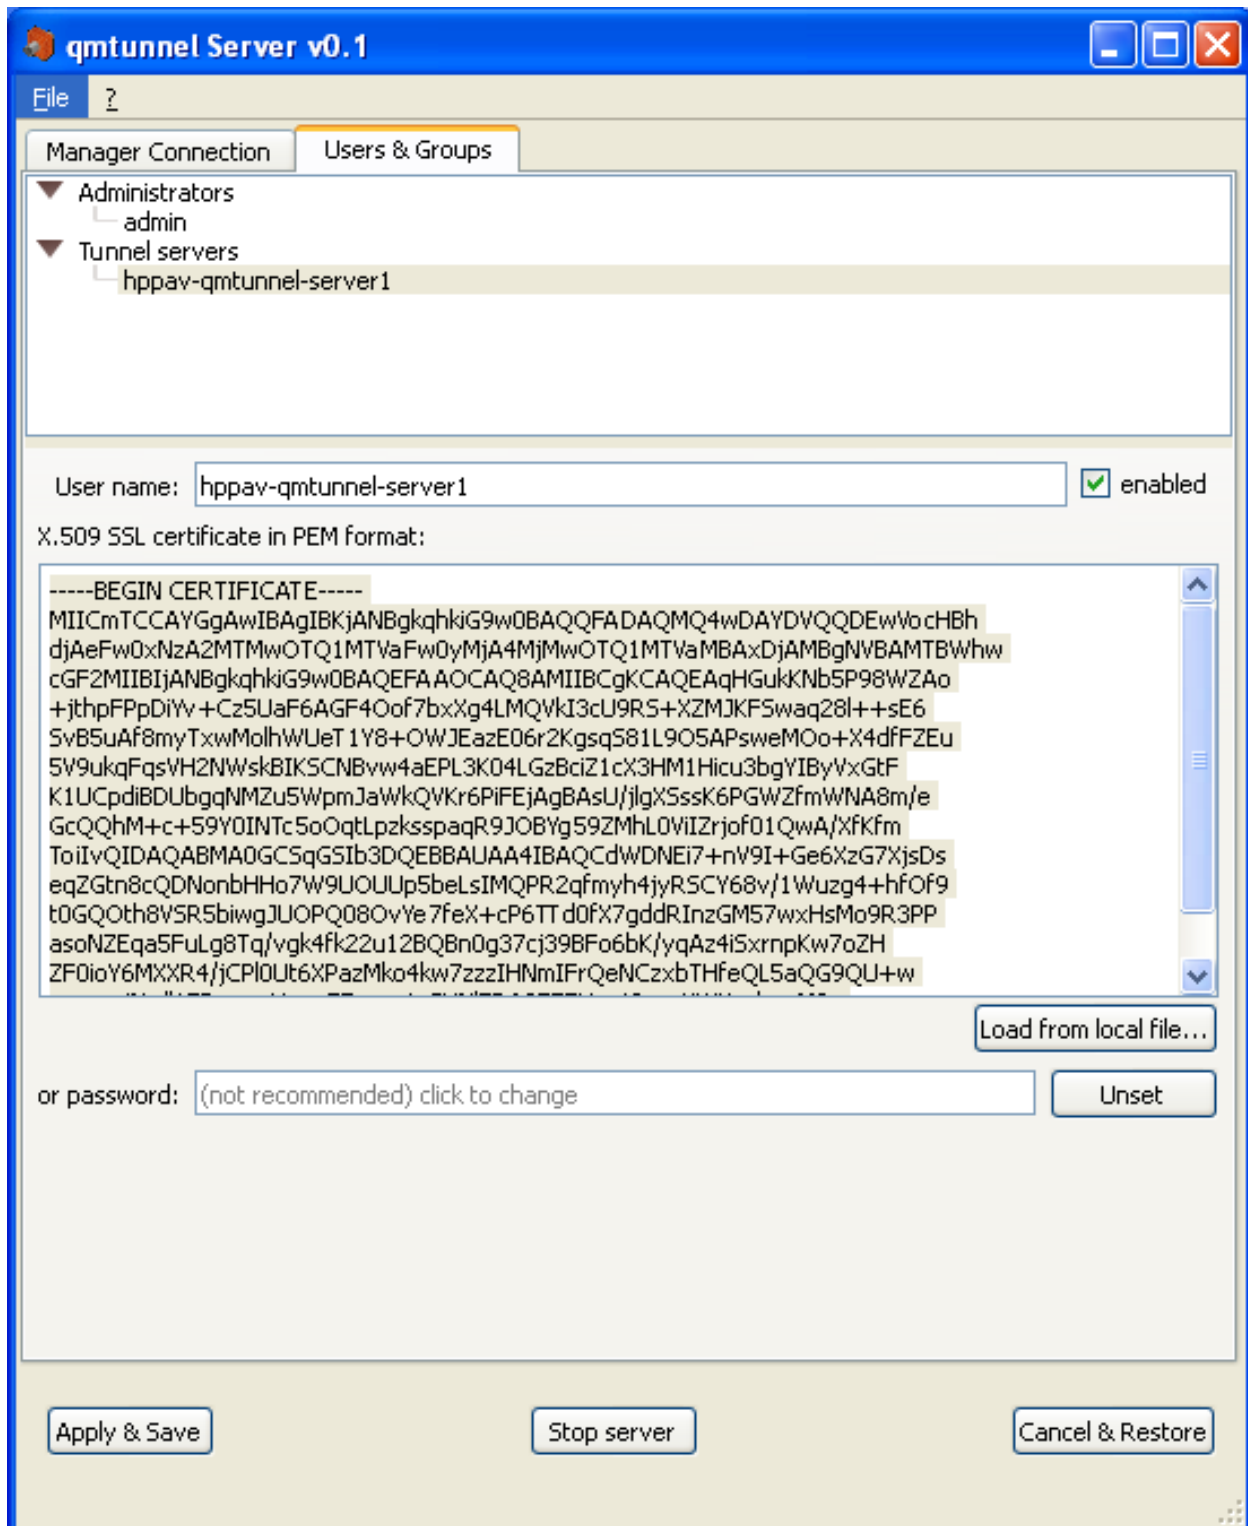 qmtunnel Server v0.1
File ?
Manager Connection Users & Groups
Administrators
admin
Tunnel servers
hppav-qmtunnel-server1
User name: hppav-qmtunnel-server1 enabled
X.509 SSL certificate in PEM format:
-----BEGIN CERTIFICATE-----
MIICmTCCAYGgAwIBAgIBKjANBgkqhkiG9w0BAQQFADAQMQ4wDAYDVQQDEwVocHBh
djAeFw0xNzA2MTMwOTQ1MTVaFw0yMjA4MjMwOTQ1MTVaMBAxDjAMBgNVBAMTBWhw
cGF2MIIBIjANBgkqhkiG9w0BAQEFAAOCAQ8AMIIBCgKCAQEAqHGukKNb5P98WZAo
+jthpFPpDiYv+Cz5UaF6AGF4Oof7bxXg4LMQVkI3cU9RS+XZMJKFSwaq28l++sE6
SvB5uAf8myTxwMolhWUeT1Y8+OWJEazE06r2KgsqS81L9O5APsweMOo+X4dfFZEu
5V9ukqFqsVH2NWskBIKSCNBvw4aEPL3K04LGzBciZ1cX3HM1Hicu3bgYIByVxGtF
K1UCpdiBDUbgqNMZu5WpmJaWkQVKr6PiFEjAgBAsU/jlgXSssK6PGWZfmWNA8m/e
GcQQhM+c+59Y0INTc5oOqtLpzksspaqR9JOBYg59ZMhL0ViIZrjof01QwA/XfKfm
ToiIvQIDAQABMA0GCSqGSIb3DQEBBAUAA4IBAQCdWDNEi7+nV9I+Ge6XzG7XjsDs
eqZGtn8cQDNonbHHo7W9UOUUp5beLsIMQPR2qfmyh4jyRSCY68v/1Wuzg4+hfOf9
t0GQOth8VSR5biwgJUOPQ08OvYe7feX+cP6TTd0fX7gddRInzGM57wxHsMo9R3PP
asoNZEqa5FuLg8Tq/vgk4fk22u12BQBn0g37cj39BFo6bK/yqAz4iSxrnpKw7oZH
ZF0ioY6MXXR4/jCPl0Ut6XPazMko4kw7zzzIHNmIFrQeNCzxbTHfeQL5aQG9QU+w
Load from local file...
or password: (not recommended) click to change Unset
Apply & Save Stop server Cancel & Restore